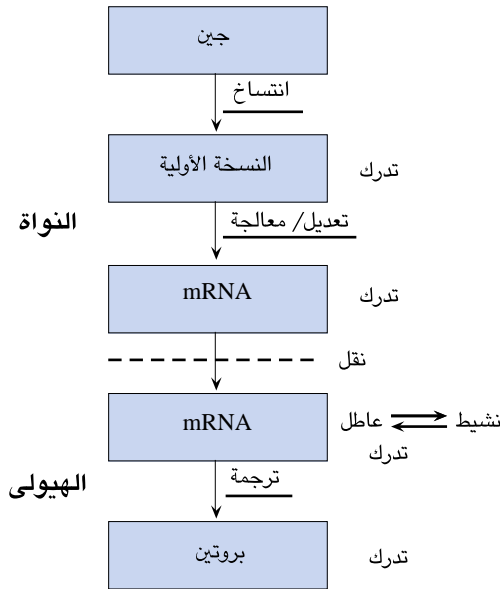 جين
انتساخ
النسخة الأولية
تدرك
النواة
تعديل/ معالجة
mRNA
تدرك
نقل
mRNA
عاطل
نشيط
تدرك
الهيولى
ترجمة
بروتين
تدرك